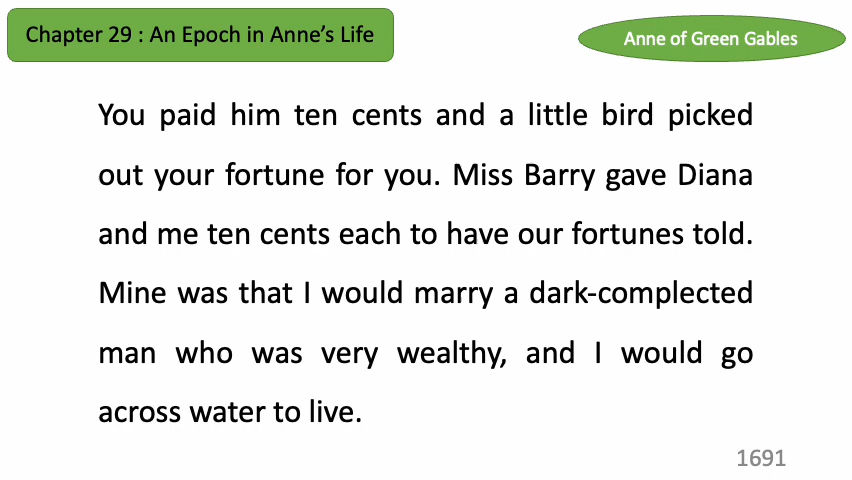 Chapter 29 : An Epoch in Anne’s Life
Anne of Green Gables
You paid him ten cents and a little bird picked
out your fortune for you. Miss Barry gave Diana
and me ten cents each to have our fortunes told.
Mine was that I would marry a dark-complected
man who was very wealthy, and I would go
across water to live.
1691